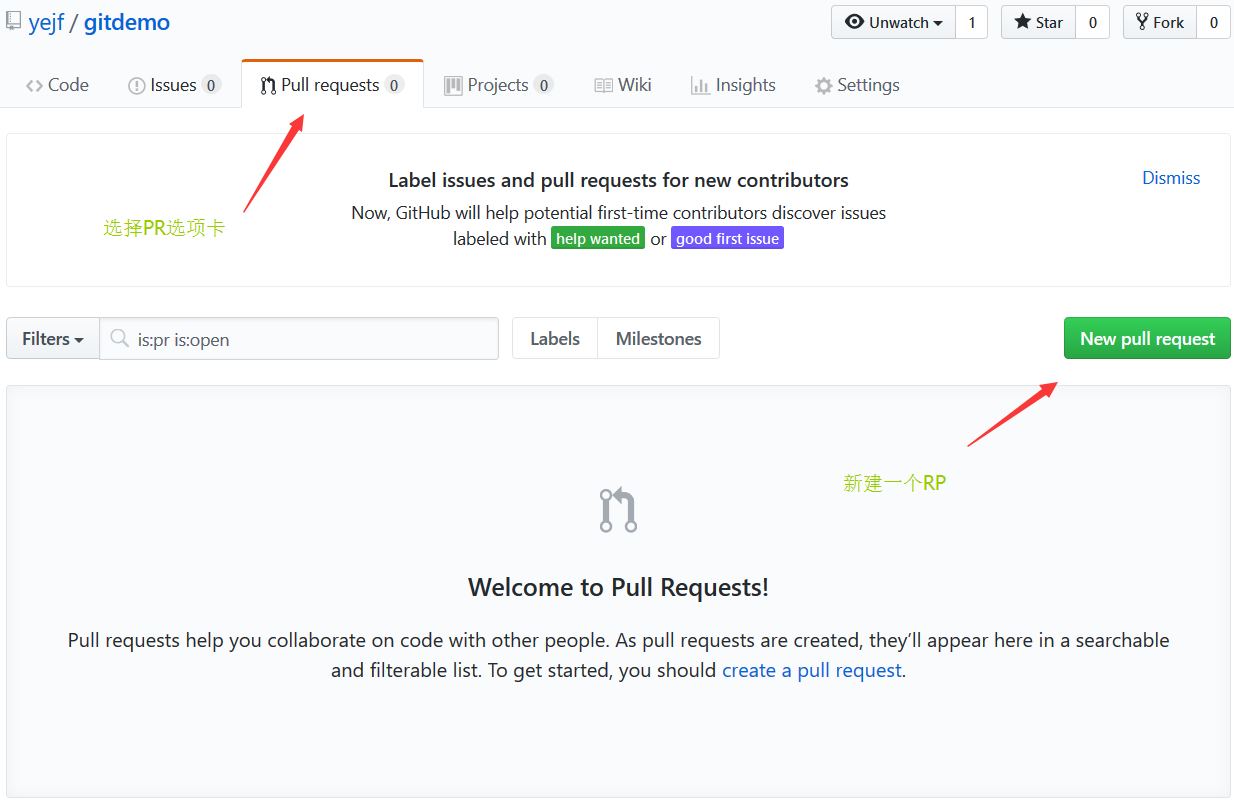 yejf / gitdemo
Unwatch 1 Star 0 Fork 0
Code Issues 0 Pull requests 0 Projects 0 Wiki Insights Settings
Label issues and pull requests for new contributors
Dismiss
Now, GitHub will help potential first-time contributors discover issues
labeled with help wanted or good first issue
选择PR选项卡
Filters is:pr is:open Labels Milestones New pull request
新建一个RP
Welcome to Pull Requests!
Pull requests help you collaborate on code with other people. As pull requests are created, they’ll appear here in a searchable
and filterable list. To get started, you should create a pull request.